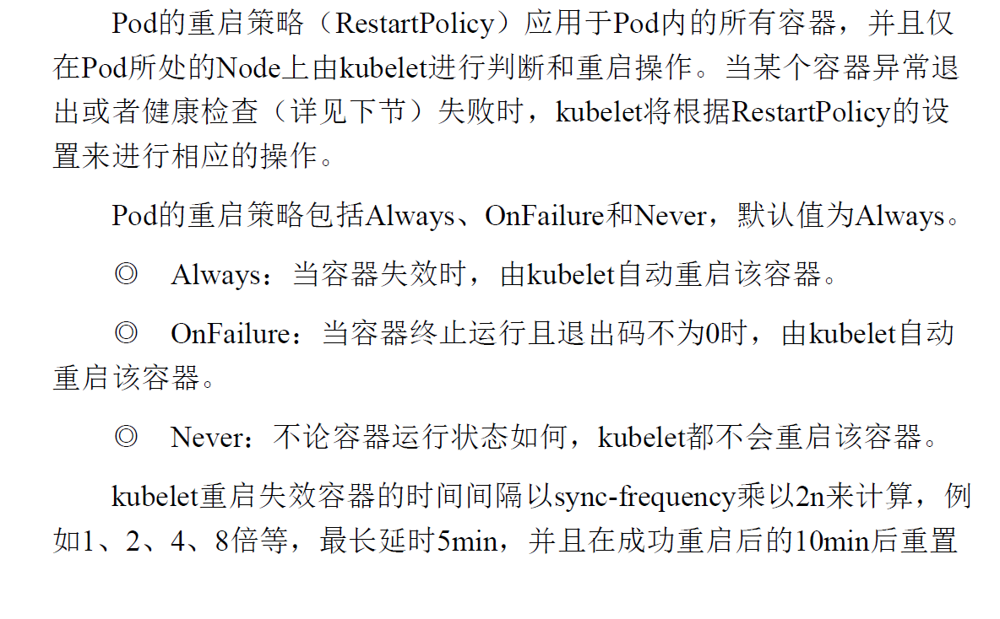 Pod的重启策略（RestartPolicy）应用于Pod内的所有容器，并且仅
在Pod所处的Node上由kubelet进行判断和重启操作。当某个容器异常退
出或者健康检查（详见下节）失败时，kubelet将根据RestartPolicy的设
置来进行相应的操作。
Pod的重启策略包括Always、OnFailure和Never，默认值为Always。
◎ Always：当容器失效时，由kubelet自动重启该容器。
◎ OnFailure：当容器终止运行且退出码不为0时，由kubelet自动
重启该容器。
◎ Never：不论容器运行状态如何，kubelet都不会重启该容器。
kubelet重启失效容器的时间间隔以sync-frequency乘以2n来计算，例
如1、2、4、8倍等，最长延时5min，并且在成功重启后的10min后重置